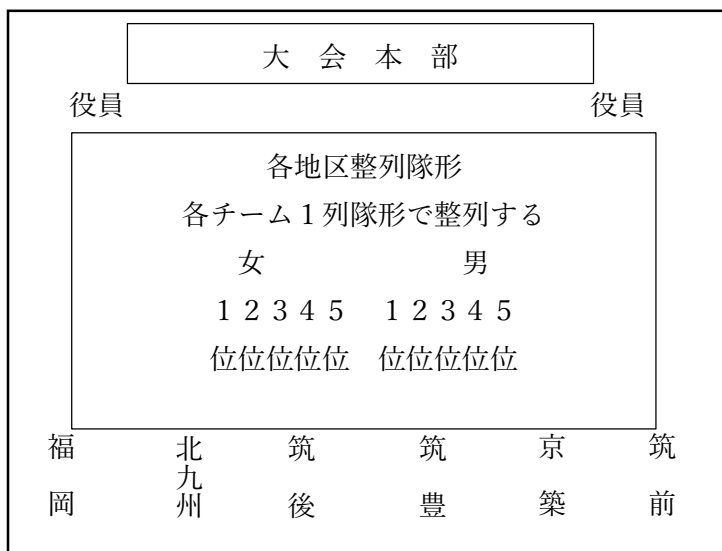 大会本部
役員 役員
各地区整列隊形
各チーム１列隊形で整列する
女 男
１２３４５ １２３４５
位位位位位 位位位位位
福岡 北九州 筑後 筑豊 京築 筑前